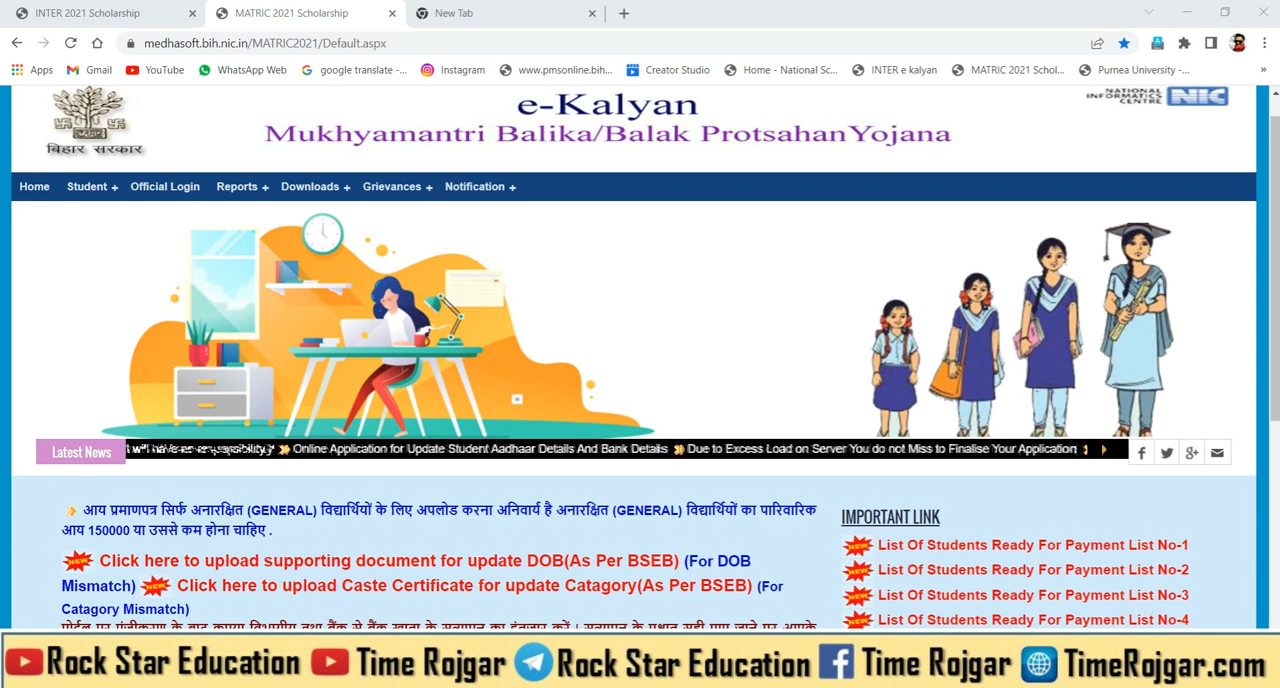 INTER 2021 Scholarship
MATRIC 2021 Scholarship
New Tab
medhasoft.bih.nic.in/MATRIC2021/Default.aspx
Apps Gmail YouTube WhatsApp Web google translate -... Instagram www.pmsonline.bih... Creator Studio Home - National Sc... INTER e kalyan MATRIC 2021 Schol... Purnea University -... »
बिहार सरकार
e-Kalyan
Mukhyamantri Balika/Balak ProtsahanYojana
NATIONAL
INFORMATICS
CENTRE
NIC
Home Student + Official Login Reports + Downloads + Grievances + Notification +
Latest News
Online Application for Update Student Aadhaar Details And Bank Details Due to Excess Load on Server You do not Miss to Finalise Your Application
आय प्रमाणपत्र सिर्फ अनारक्षित (GENERAL) विद्यार्थियों के लिए अपलोड करना अनिवार्य है अनारक्षित (GENERAL) विद्यार्थियों का पारिवारिक
आय 150000 या उससे कम होना चाहिए .
NEW Click here to upload supporting document for update DOB(As Per BSEB) (For DOB
Mismatch) NEW Click here to upload Caste Certificate for update Catagory(As Per BSEB) (For
Catagory Mismatch)
IMPORTANT LINK
NEW List Of Students Ready For Payment List No-1
NEW List Of Students Ready For Payment List No-2
NEW List Of Students Ready For Payment List No-3
NEW List Of Students Ready For Payment List No-4
Rock Star Education Time Rojgar Rock Star Education Time Rojgar TimeRojgar.com